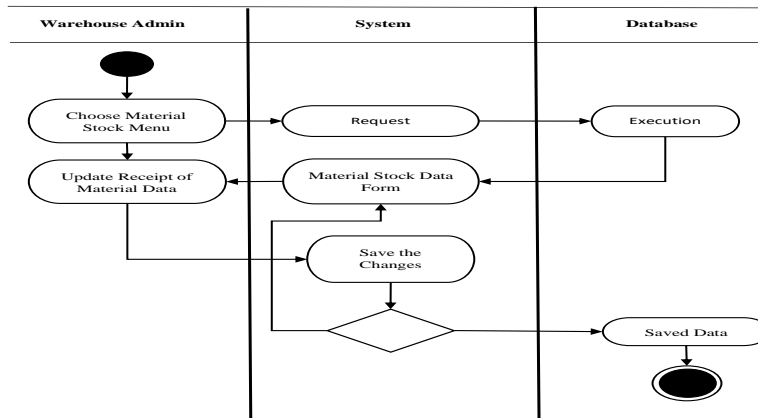 Warehouse Admin
System
Database
Choose Material
Stock Menu
Request
Execution
Update Receipt of
Material Data
Material Stock Data
Form
Save the
Changes
Saved Data